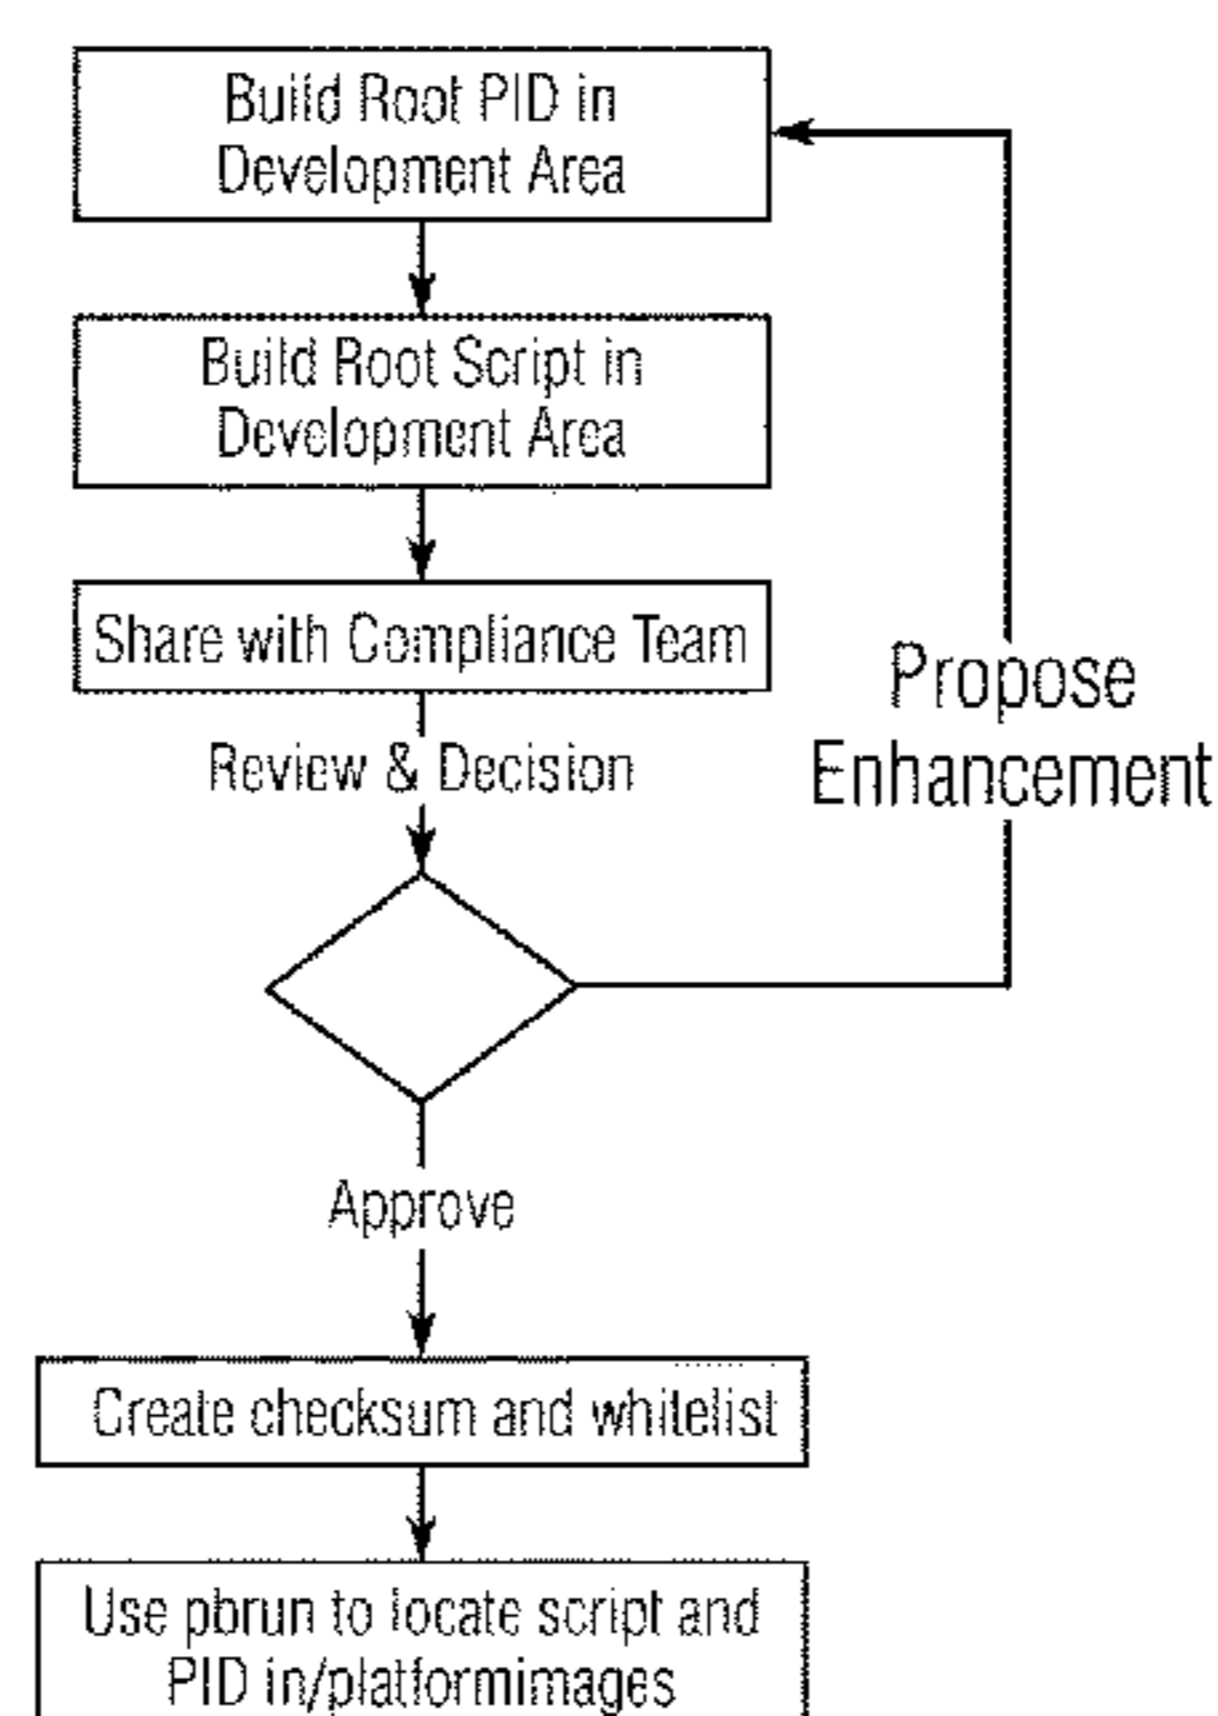 Build Root PID in
Development Area
Build Root Script in
Development Area
Share with Compliance Team
Review & Decision
Propose
Enhancement
Approve
Create checksum and whitelist
Use pbrun to locate script and
PID in/platformimages